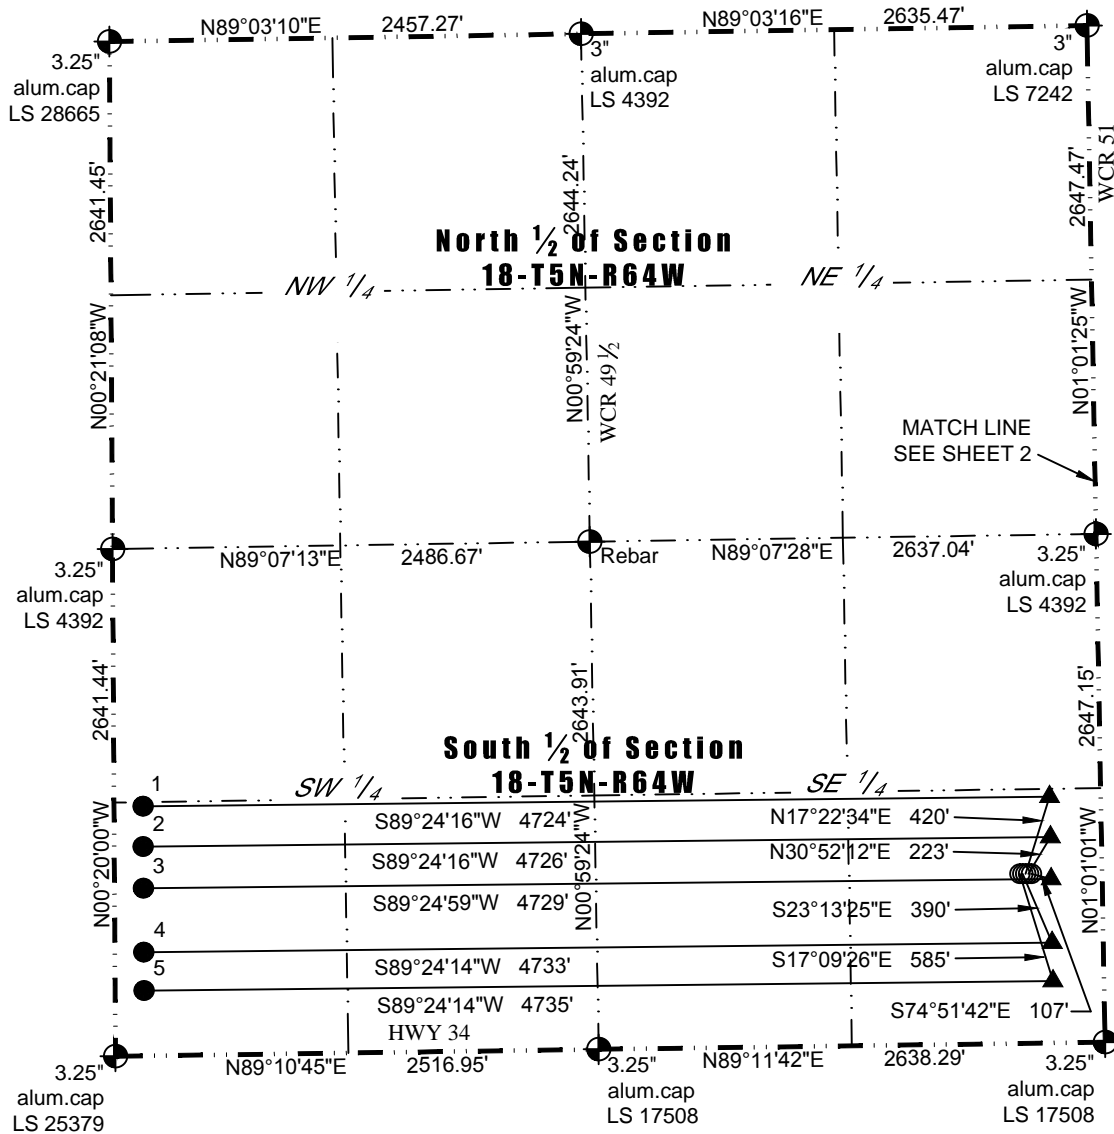 N89°03'10"E 2457.27' N89°03'16"E 2635.47'
3.25"
alum.cap
LS 28665
3"
alum.cap
LS 4392
3"
alum.cap
LS 7242
WCR 51
2641.45'
2644.24'
2647.47'
North ½ of Section
18-T5N-R64W
NW 1/4
NE 1/4
N00°21'08"W
N00°59'24"W
WCR 49 ½
N01°01'25"W
MATCH LINE
SEE SHEET 2
N89°07'13"E 2486.67' Rebar N89°07'28"E 2637.04'
3.25"
alum.cap
LS 4392
3.25"
alum.cap
LS 4392
2641.44'
2643.91'
2647.15'
South ½ of Section
18-T5N-R64W
SW 1/4
SE 1/4
1
S89°24'16"W 4724'
N17°22'34"E 420'
2
S89°24'16"W 4726'
N30°52'12"E 223'
3
S89°24'59"W 4729'
S23°13'25"E 390'
4
S89°24'14"W 4733'
S17°09'26"E 585'
5
S89°24'14"W 4735'
S74°51'42"E 107'
N00°20'00"W
N00°59'24"W
N01°01'01"W
HWY 34
N89°10'45"E 2516.95' N89°11'42"E 2638.29'
3.25"
alum.cap
LS 25379
3.25"
alum.cap
LS 17508
3.25"
alum.cap
LS 17508